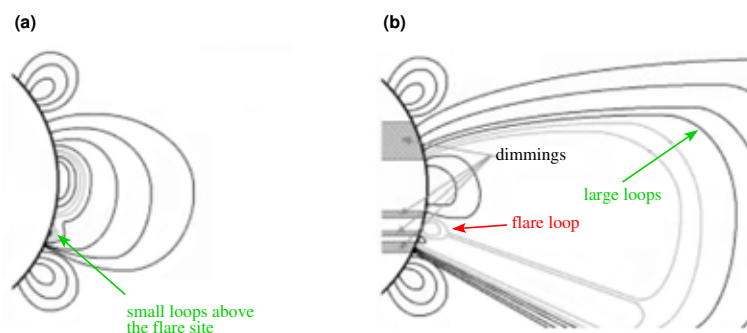 (a)
small loops above
the flare site
(b)
dimmings
large loops
flare loop